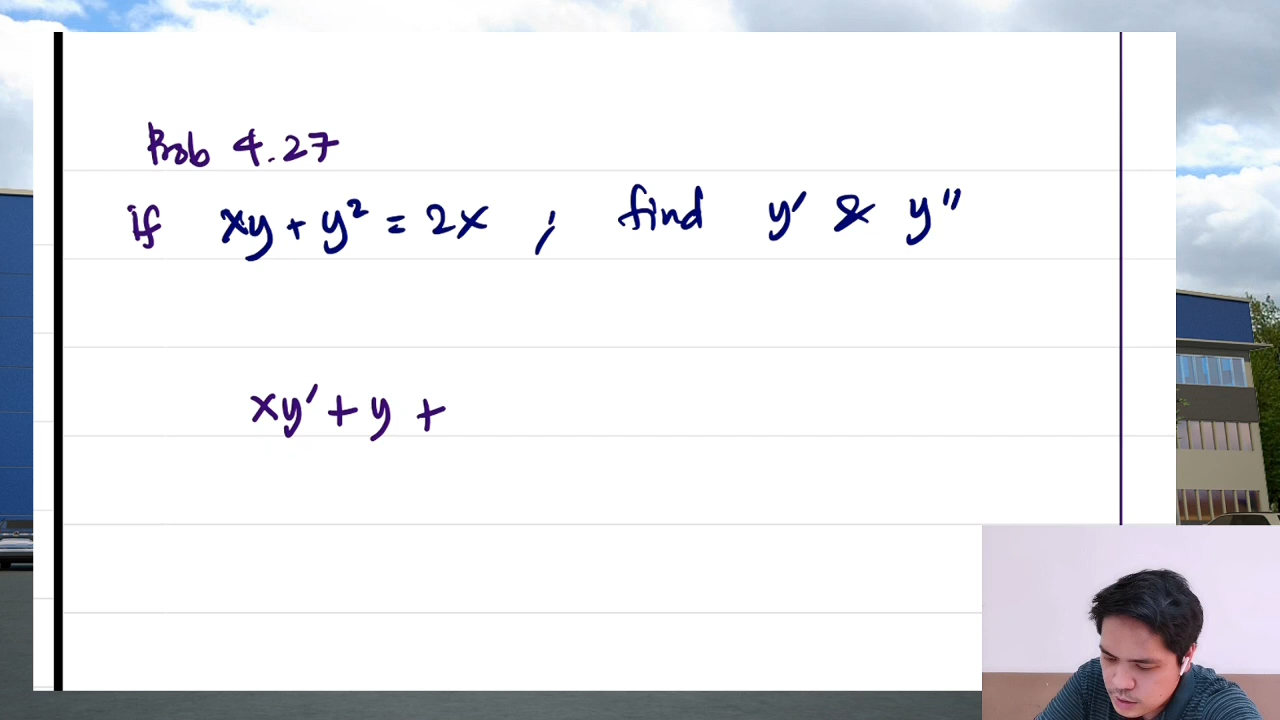 Prob 4.27
if xy + y² = 2x ; find y' & y"
xy' + y +